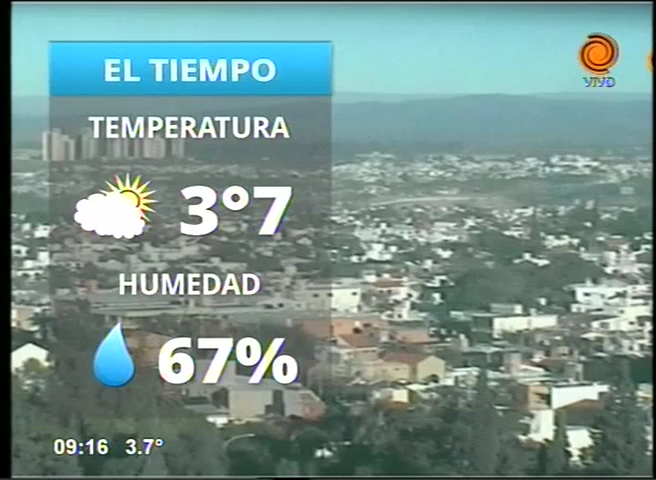 EL TIEMPO
VIVO
TEMPERATURA
3°7
HUMEDAD
67%
09:16 3.7°